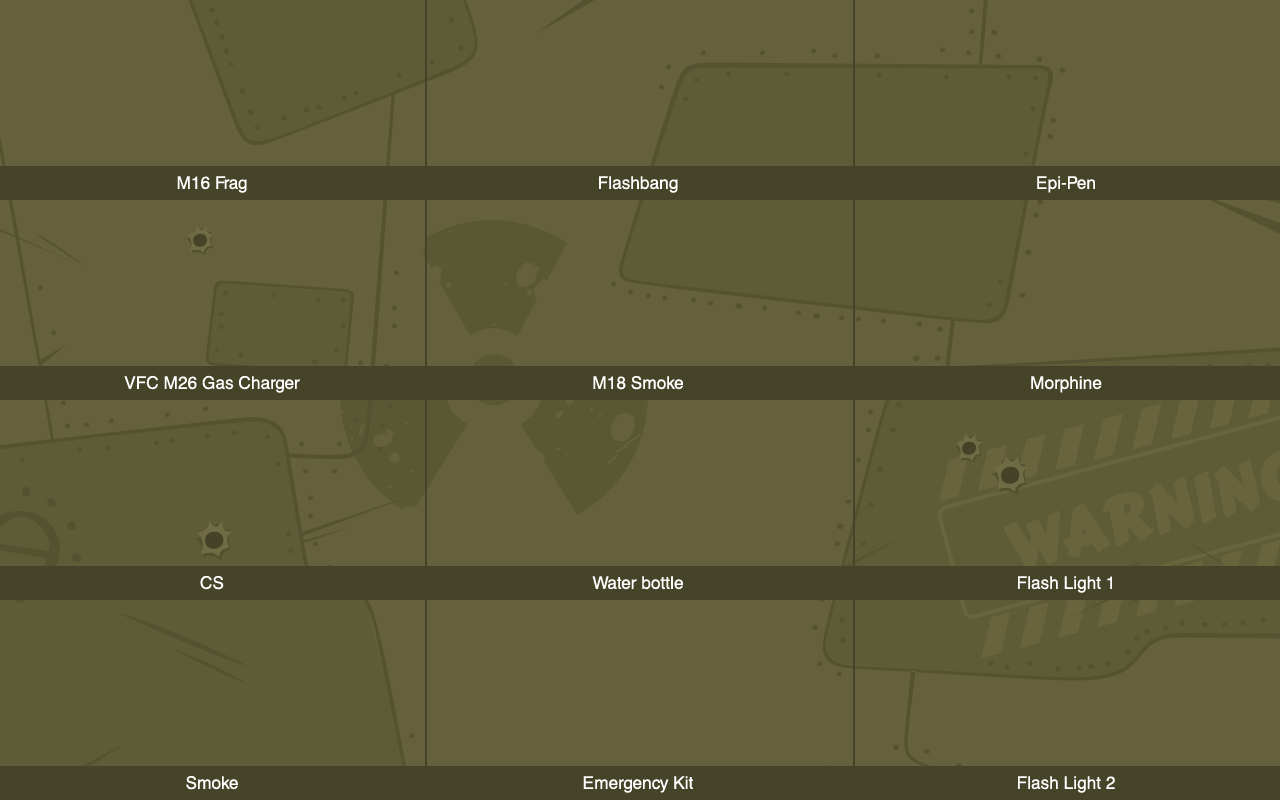 M16 Frag
Flashbang
Epi-Pen
VFC M26 Gas Charger
M18 Smoke
Morphine
WARNING
CS
Water bottle
Flash Light 1
Smoke
Emergency Kit
Flash Light 2